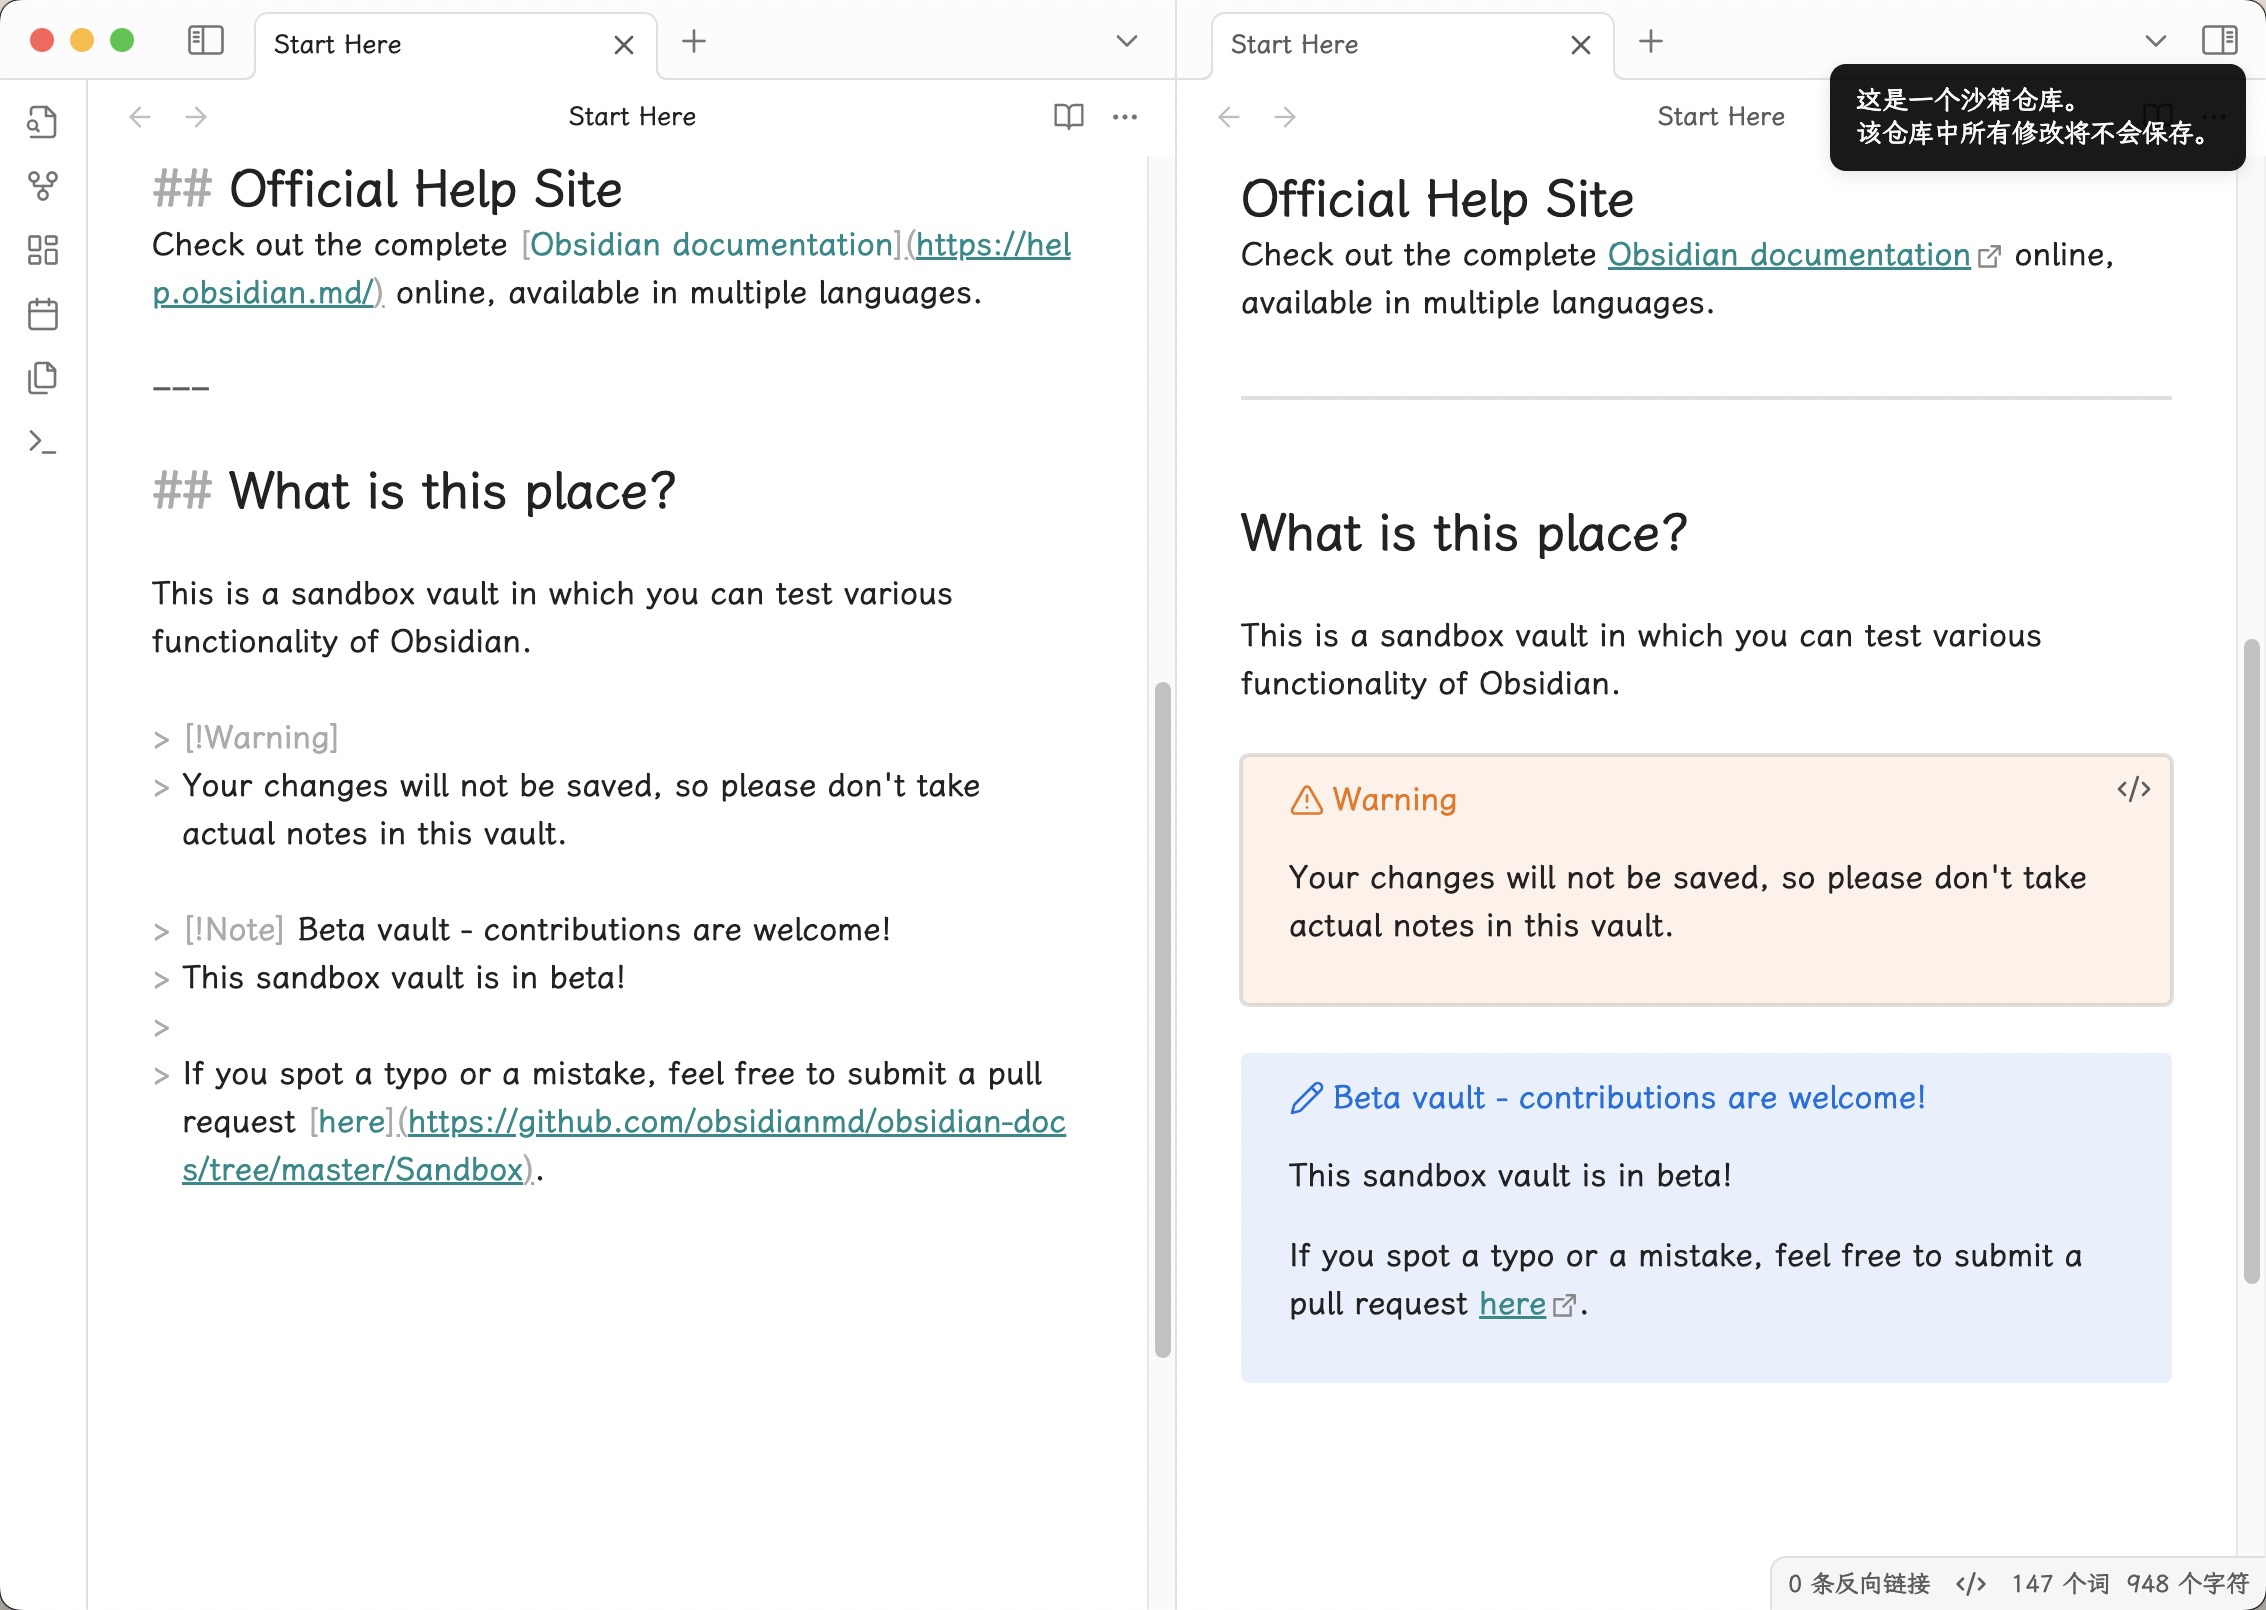 Start Here
Start Here
Start Here
## Official Help Site
Check out the complete [Obsidian documentation](https://hel
p.obsidian.md/) online, available in multiple languages.
---
## What is this place?
This is a sandbox vault in which you can test various
functionality of Obsidian.
> [!Warning]
> Your changes will not be saved, so please don't take
actual notes in this vault.
> [!Note] Beta vault - contributions are welcome!
> This sandbox vault is in beta!
>
> If you spot a typo or a mistake, feel free to submit a pull
request [here](https://github.com/obsidianmd/obsidian-doc
s/tree/master/Sandbox).
Start Here
这是一个沙箱仓库。
该仓库中所有修改将不会保存。
Official Help Site
Check out the complete Obsidian documentation online,
available in multiple languages.
What is this place?
This is a sandbox vault in which you can test various
functionality of Obsidian.
Warning
Your changes will not be saved, so please don't take
actual notes in this vault.
Beta vault - contributions are welcome!
This sandbox vault is in beta!
If you spot a typo or a mistake, feel free to submit a
pull request here.
0 条反向链接 </> 147 个词 948 个字符